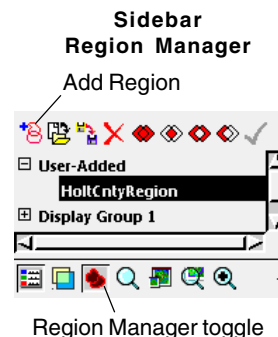 Sidebar
Region Manager
Add Region
User-Added
HoltCntyRegion
Display Group 1
Region Manager toggle